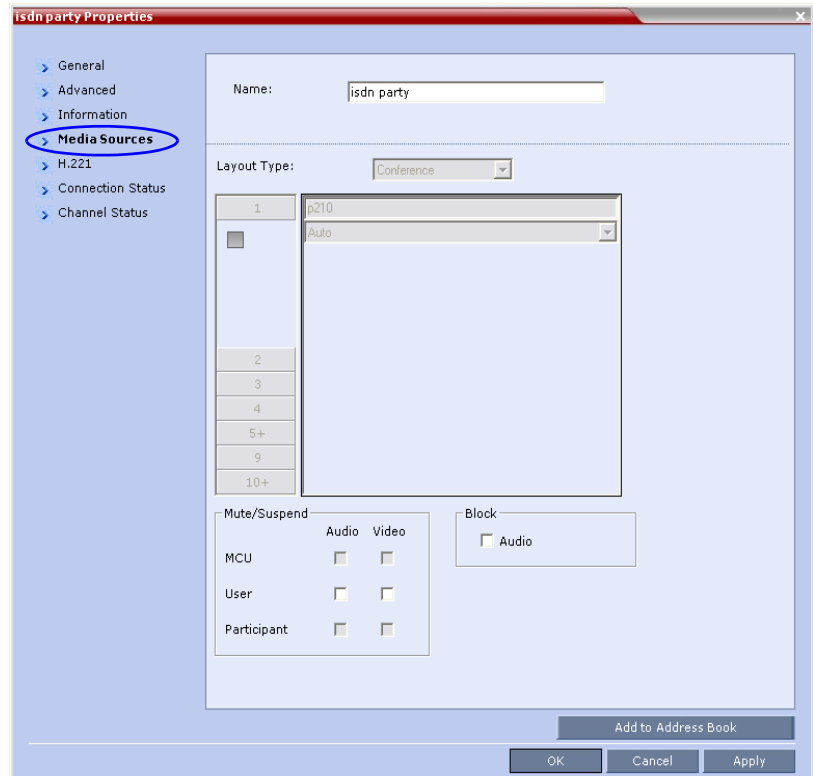 isdn party Properties
General
Advanced
Information
Media Sources
H.221
Connection Status
Channel Status
Name: isdn party
Layout Type: Conference
1 p210
Auto
2
3
4
5+
9
10+
Mute/Suspend
Audio Video
MCU
User
Participant
Block
Audio
Add to Address Book
OK Cancel Apply